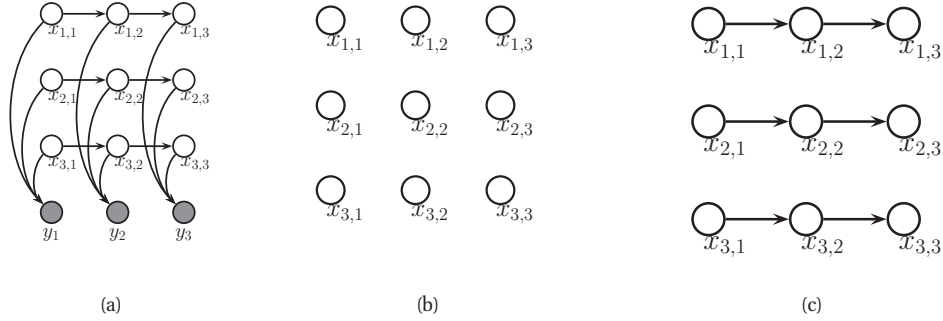 x1,1 x1,2 x1,3
x2,1 x2,2 x2,3
x3,1 x3,2 x3,3
y1 y2 y3
(a)
x1,1 x1,2 x1,3
x2,1 x2,2 x2,3
x3,1 x3,2 x3,3
(b)
x1,1 x1,2 x1,3
x2,1 x2,2 x2,3
x3,1 x3,2 x3,3
(c)